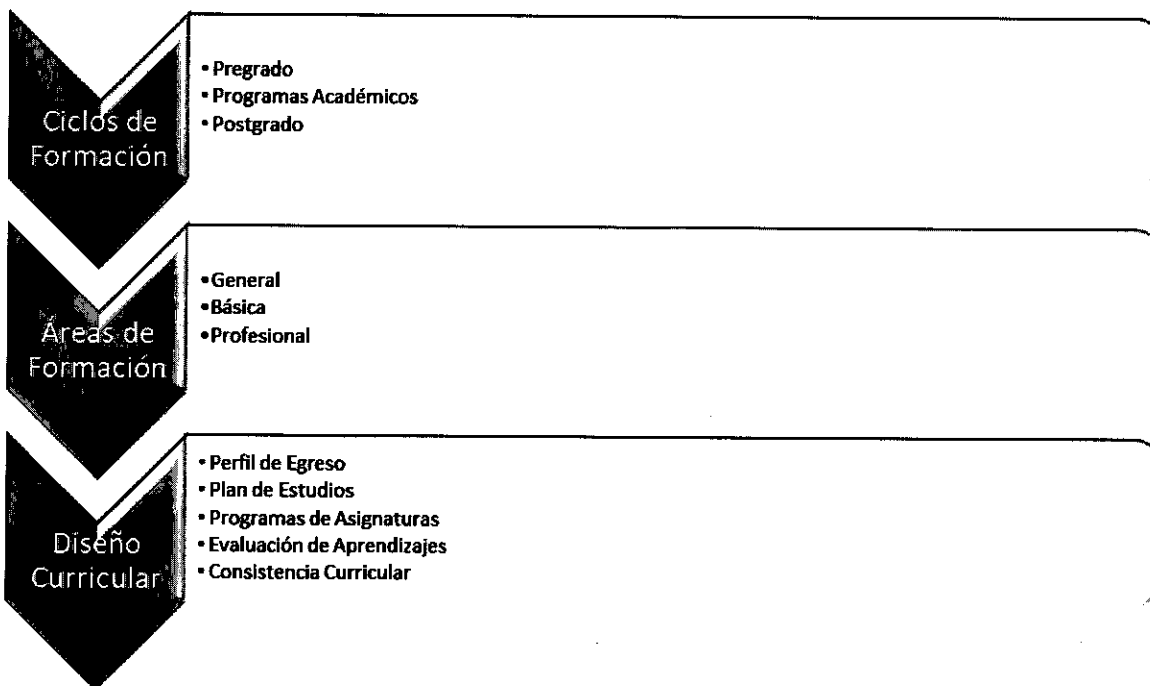 Ciclos de
Formación
• Pregrado
• Programas Académicos
• Postgrado
Áreas de
Formación
• General
• Básica
• Profesional
Diseño
Curricular
• Perfil de Egreso
• Plan de Estudios
• Programas de Asignaturas
• Evaluación de Aprendizajes
• Consistencia Curricular